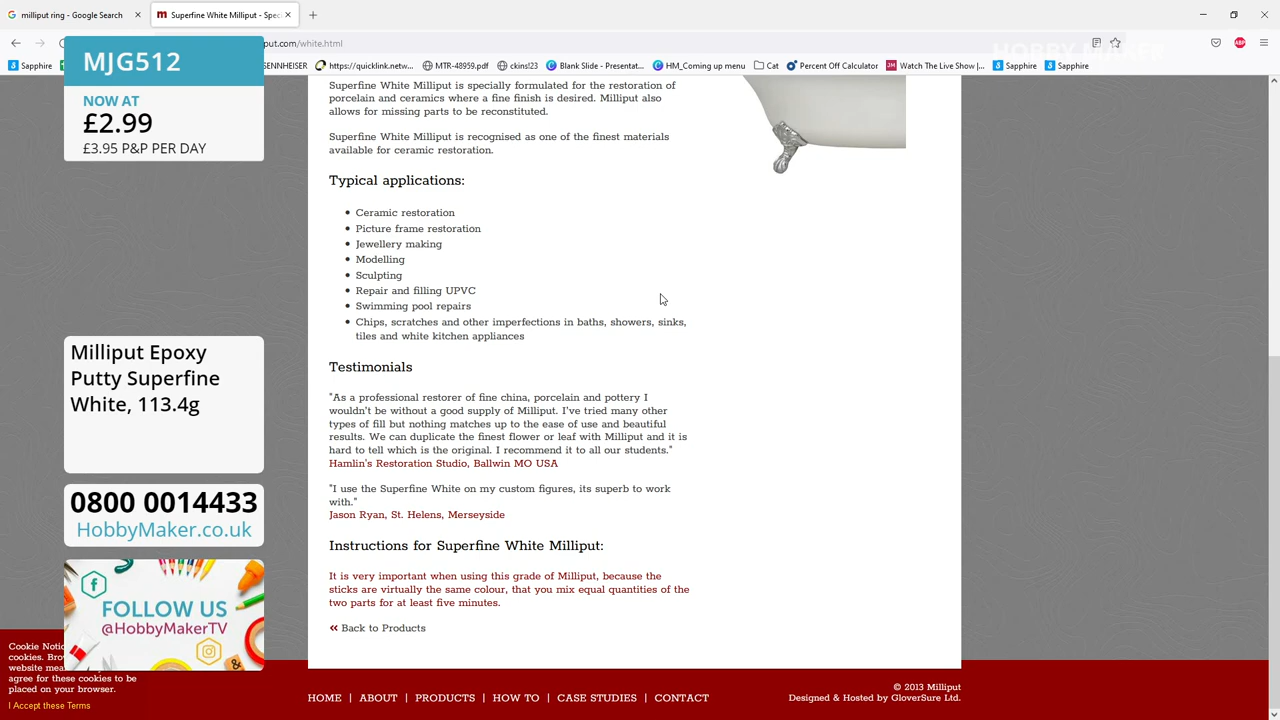 milliput ring - Google Search
Superfine White Milliput - Spec
MJG512
NOW AT
£2.99
£3.95 P&P PER DAY
put.com/white.html
HOBBY MAKER
Sapphire
SENNHEISER
https://quicklink.netw...
MTR-48959.pdf
ckins!23
Blank Slide - Presentat...
HM_Coming up menu
Cat
Percent Off Calculator
Watch The Live Show |...
Sapphire
Sapphire
Superfine White Milliput is specially formulated for the restoration of
porcelain and ceramics where a fine finish is desired. Milliput also
allows for missing parts to be reconstituted.
Superfine White Milliput is recognised as one of the finest materials
available for ceramic restoration.
Typical applications:
Ceramic restoration
Picture frame restoration
Jewellery making
Modelling
Sculpting
Repair and filling UPVC
Swimming pool repairs
Chips, scratches and other imperfections in baths, showers, sinks,
tiles and white kitchen appliances
Testimonials
"As a professional restorer of fine china, porcelain and pottery I
wouldn't be without a good supply of Milliput. I've tried many other
types of fill but nothing matches up to the ease of use and beautiful
results. We can duplicate the finest flower or leaf with Milliput and it is
hard to tell which is the original. I recommend it to all our students."
Hamlin's Restoration Studio, Ballwin MO USA
"I use the Superfine White on my custom figures, its superb to work
with."
Jason Ryan, St. Helens, Merseyside
Instructions for Superfine White Milliput:
It is very important when using this grade of Milliput, because the
sticks are virtually the same colour, that you mix equal quantities of the
two parts for at least five minutes.
« Back to Products
Milliput Epoxy
Putty Superfine
White, 113.4g
0800 0014433
HobbyMaker.co.uk
FOLLOW US
@HobbyMakerTV
Cookie Notic
cookies. Brow
website mea
agree for these cookies to be
placed on your browser.
I Accept these Terms
HOME | ABOUT | PRODUCTS | HOW TO | CASE STUDIES | CONTACT
© 2013 Milliput
Designed & Hosted by GloverSure Ltd.